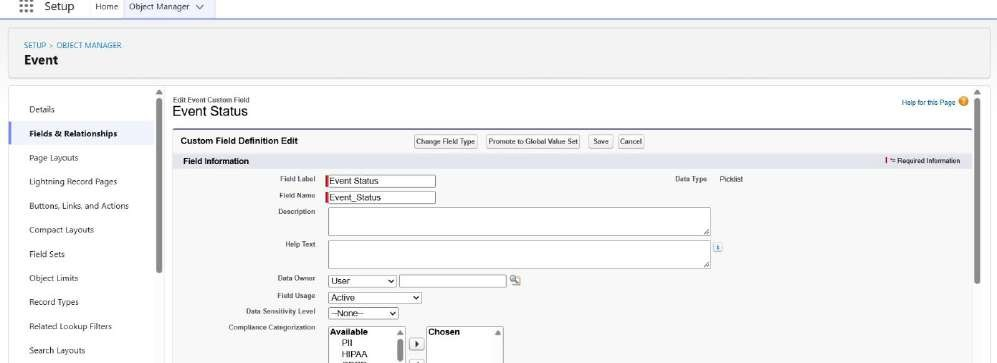 Setup Home Object Manager
SETUP > OBJECT MANAGER
Event
Details
Fields & Relationships
Page Layouts
Lightning Record Pages
Buttons, Links, and Actions
Compact Layouts
Field Sets
Object Limits
Record Types
Related Lookup Filters
Search Layouts
Edit Event Custom Field
Event Status
Help for this Page ?
Custom Field Definition Edit Change Field Type Promote to Global Value Set Save Cancel
Field Information = Required Information
Field Label Event Status Data Type Picklist
Field Name Event_Status
Description
Help Text i
Data Owner User
Field Usage Active
Data Sensitivity Level --None--
Compliance Categorization Available Chosen
PII
HIPAA